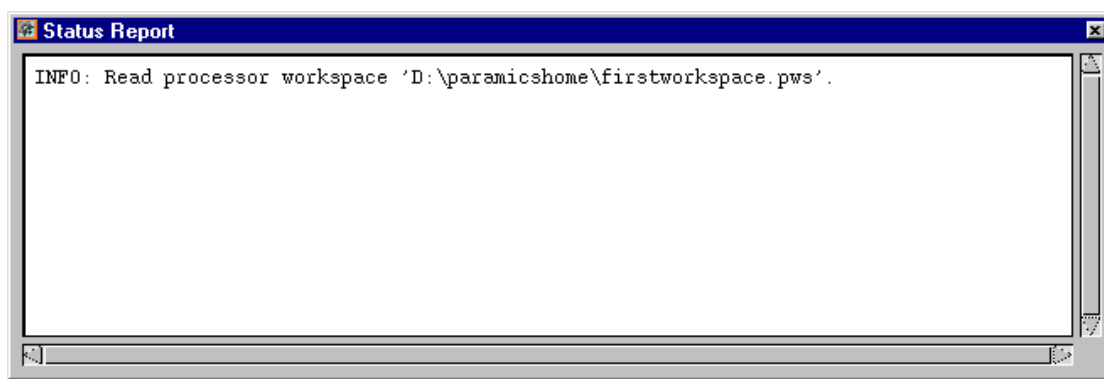 Status Report
INFO: Read processor workspace 'D:\paramicshome\firstworkspace.pws'.